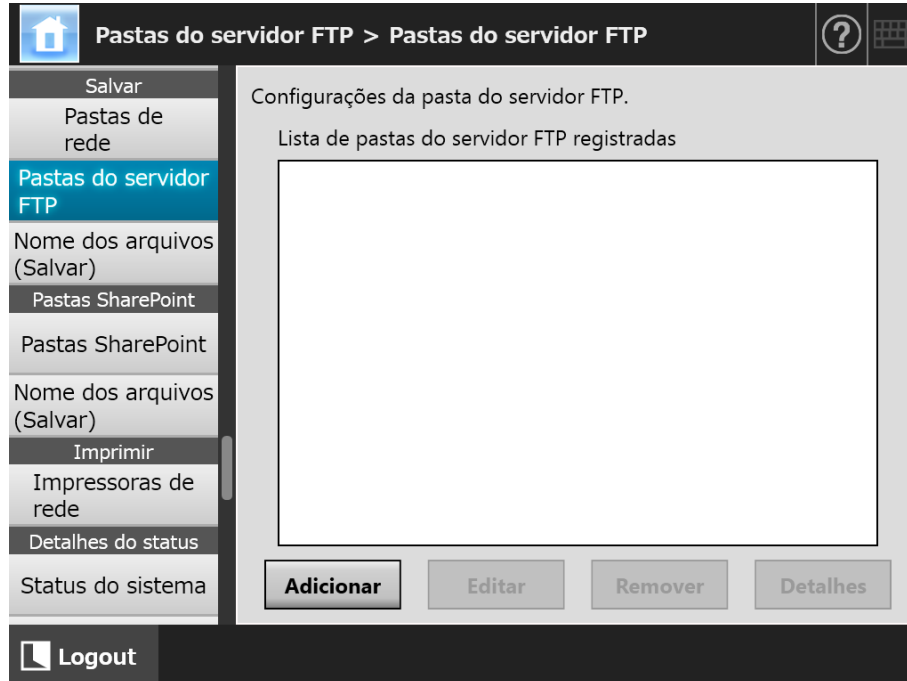 Pastas do servidor FTP > Pastas do servidor FTP
?
Salvar
Pastas de
rede
Pastas do servidor
FTP
Nome dos arquivos
(Salvar)
Pastas SharePoint
Pastas SharePoint
Nome dos arquivos
(Salvar)
Imprimir
Impressoras de
rede
Detalhes do status
Status do sistema
Configurações da pasta do servidor FTP.
Lista de pastas do servidor FTP registradas
Adicionar
Editar
Remover
Detalhes
Logout